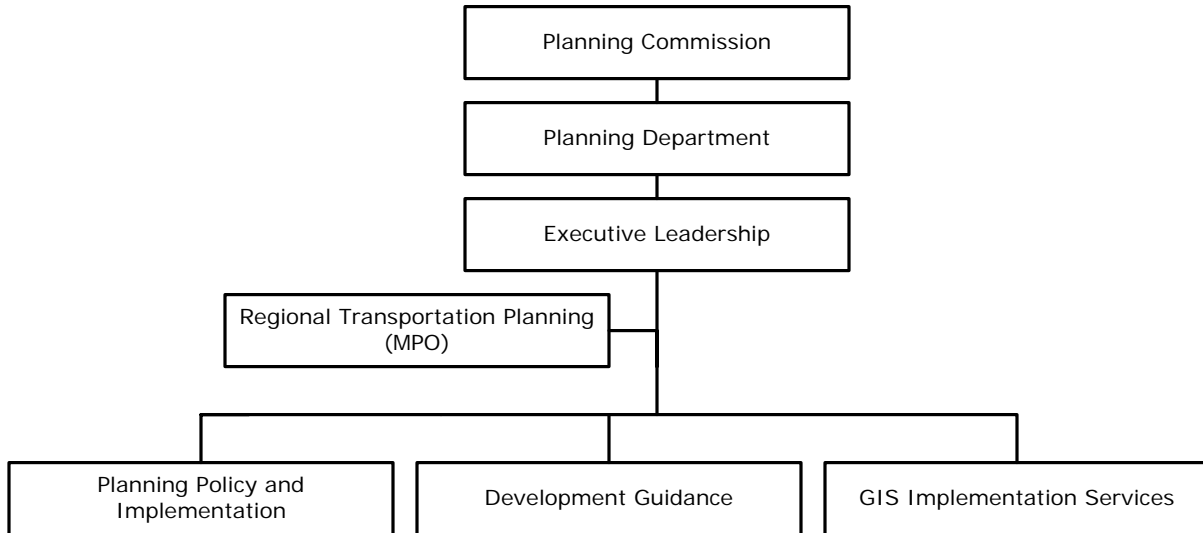 Planning Commission
Planning Department
Executive Leadership
Regional Transportation Planning
(MPO)
Planning Policy and
Implementation
Development Guidance
GIS Implementation Services